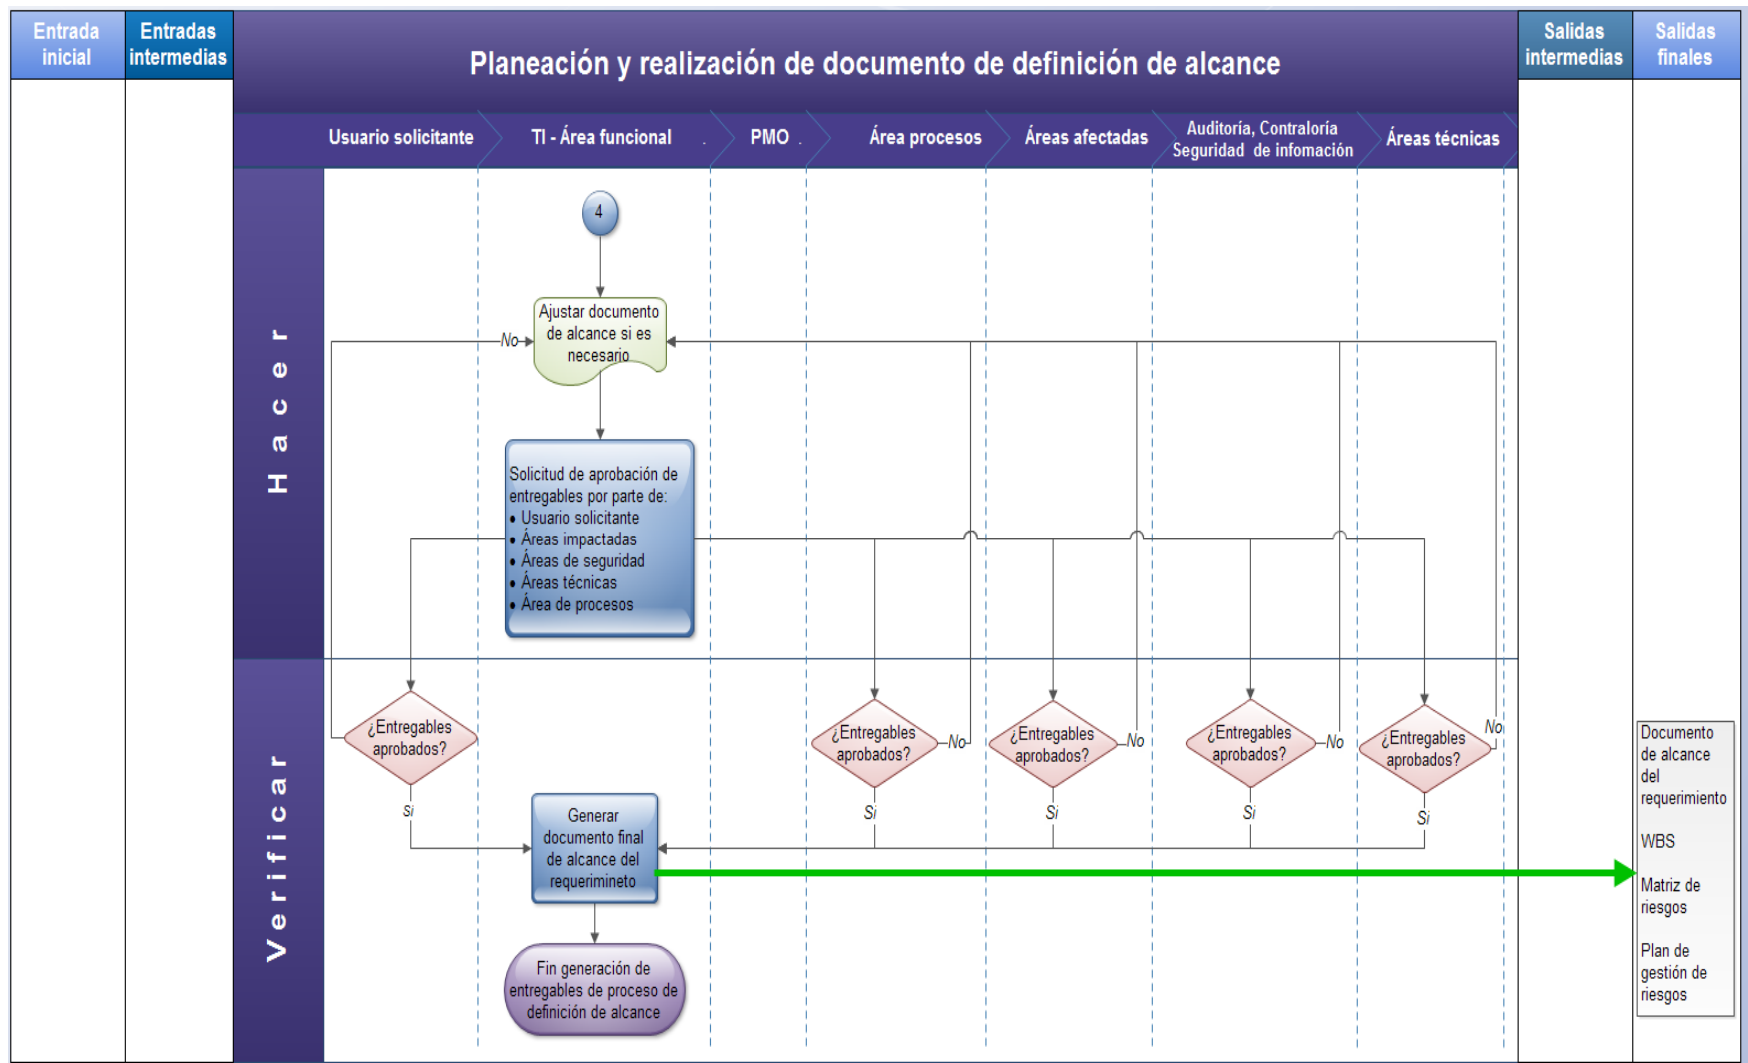 Entrada
inicial
Entradas
intermedias
Planeación y realización de documento de definición de alcance
Salidas
intermedias
Salidas
finales
Usuario solicitante
TI - Área funcional .
PMO .
Área procesos
Áreas afectadas
Auditoría, Contraloría
Seguridad de infomación
Áreas técnicas
Hacer
4
Ajustar documento
de alcance si es
necesario
No
Solicitud de aprobación de
entregables por parte de:
• Usuario solicitante
• Áreas impactadas
• Áreas de seguridad
• Áreas técnicas
• Área de procesos
Verificar
¿Entregables
aprobados?
Si
¿Entregables
aprobados?
No
Si
¿Entregables
aprobados?
No
Si
¿Entregables
aprobados?
No
Si
¿Entregables
aprobados?
No
Si
Generar
documento final
de alcance del
requerimineto
Fin generación de
entregables de proceso de
definición de alcance
Documento
de alcance
del
requerimiento
WBS
Matriz de
riesgos
Plan de
gestión de
riesgos